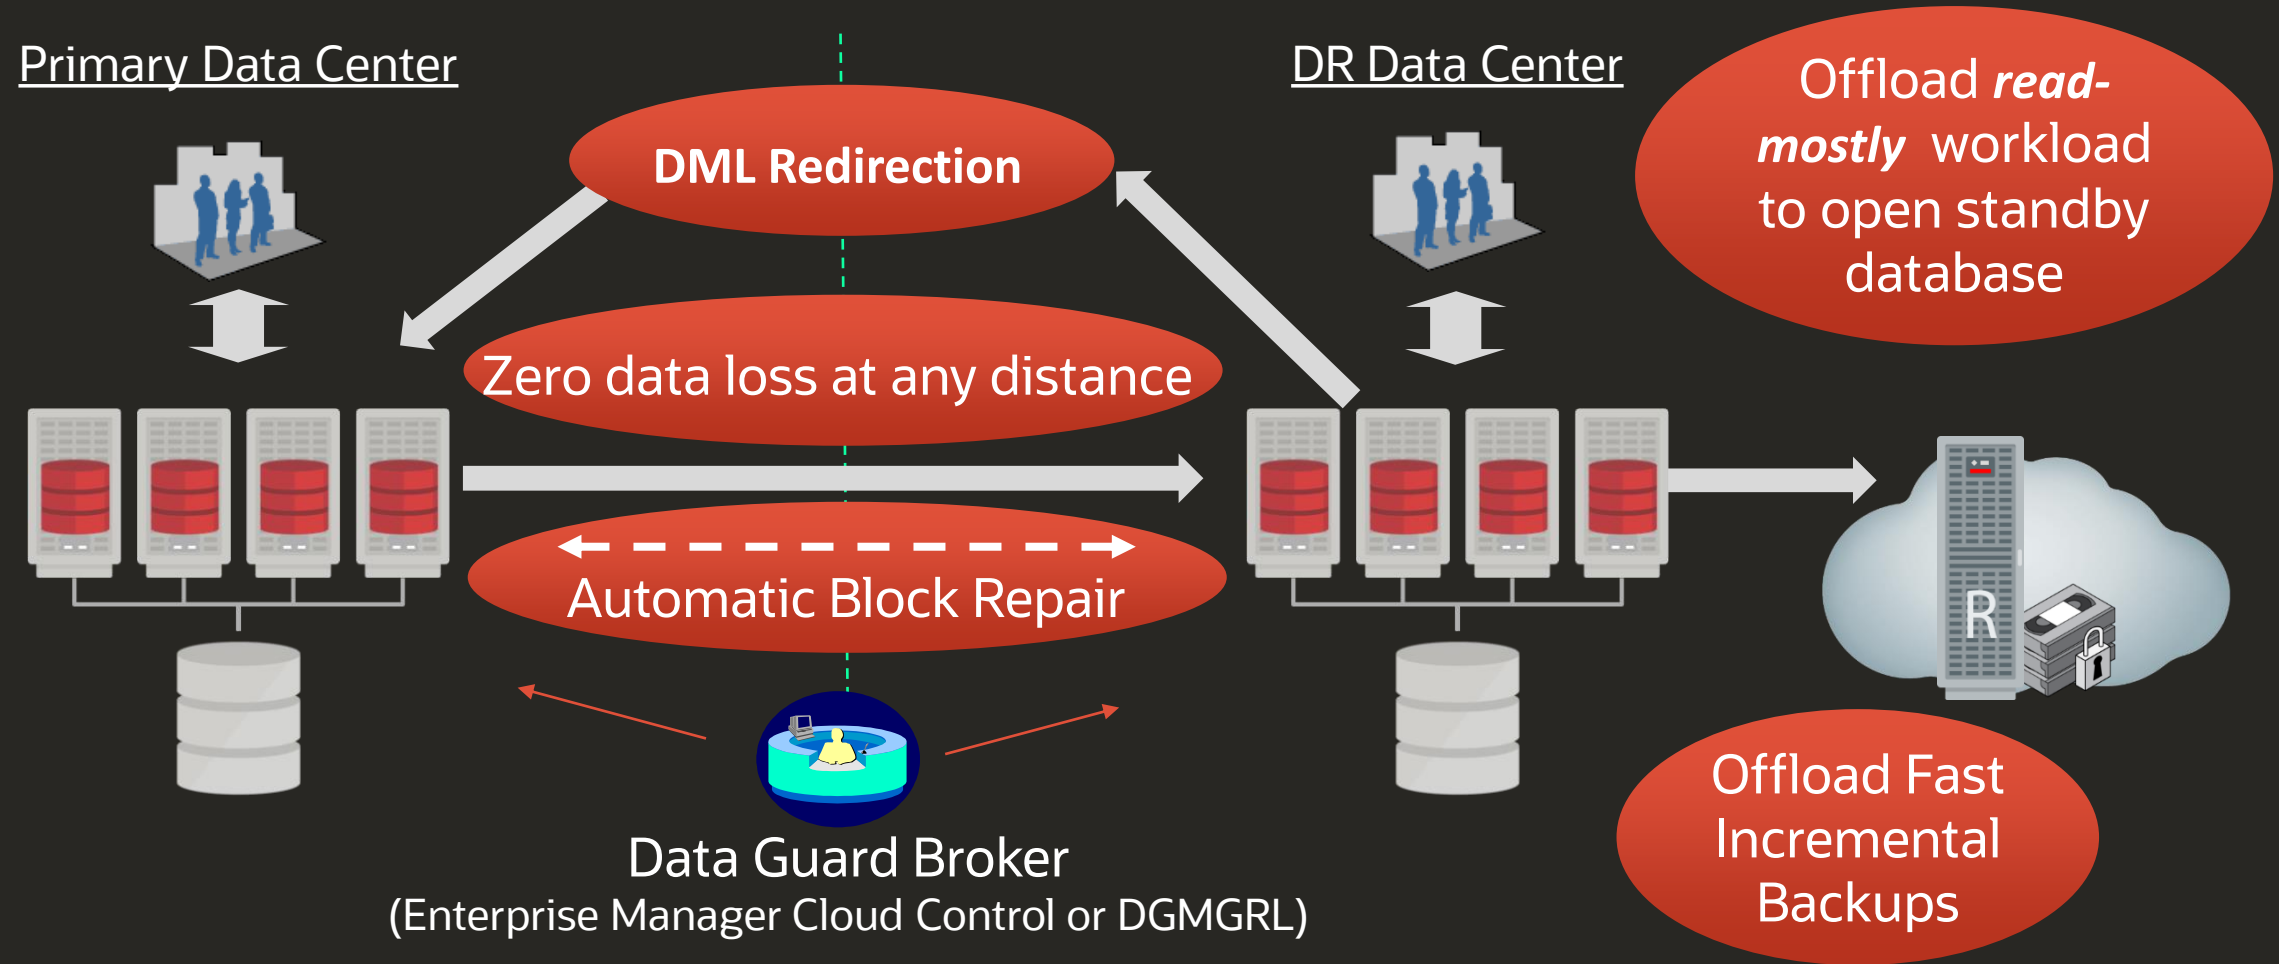 Primary Data Center
DR Data Center
Offload read-
mostly workload
to open standby
database
DML Redirection
Zero data loss at any distance
Automatic Block Repair
R
Data Guard Broker
(Enterprise Manager Cloud Control or DGMGRL)
Offload Fast
Incremental
Backups